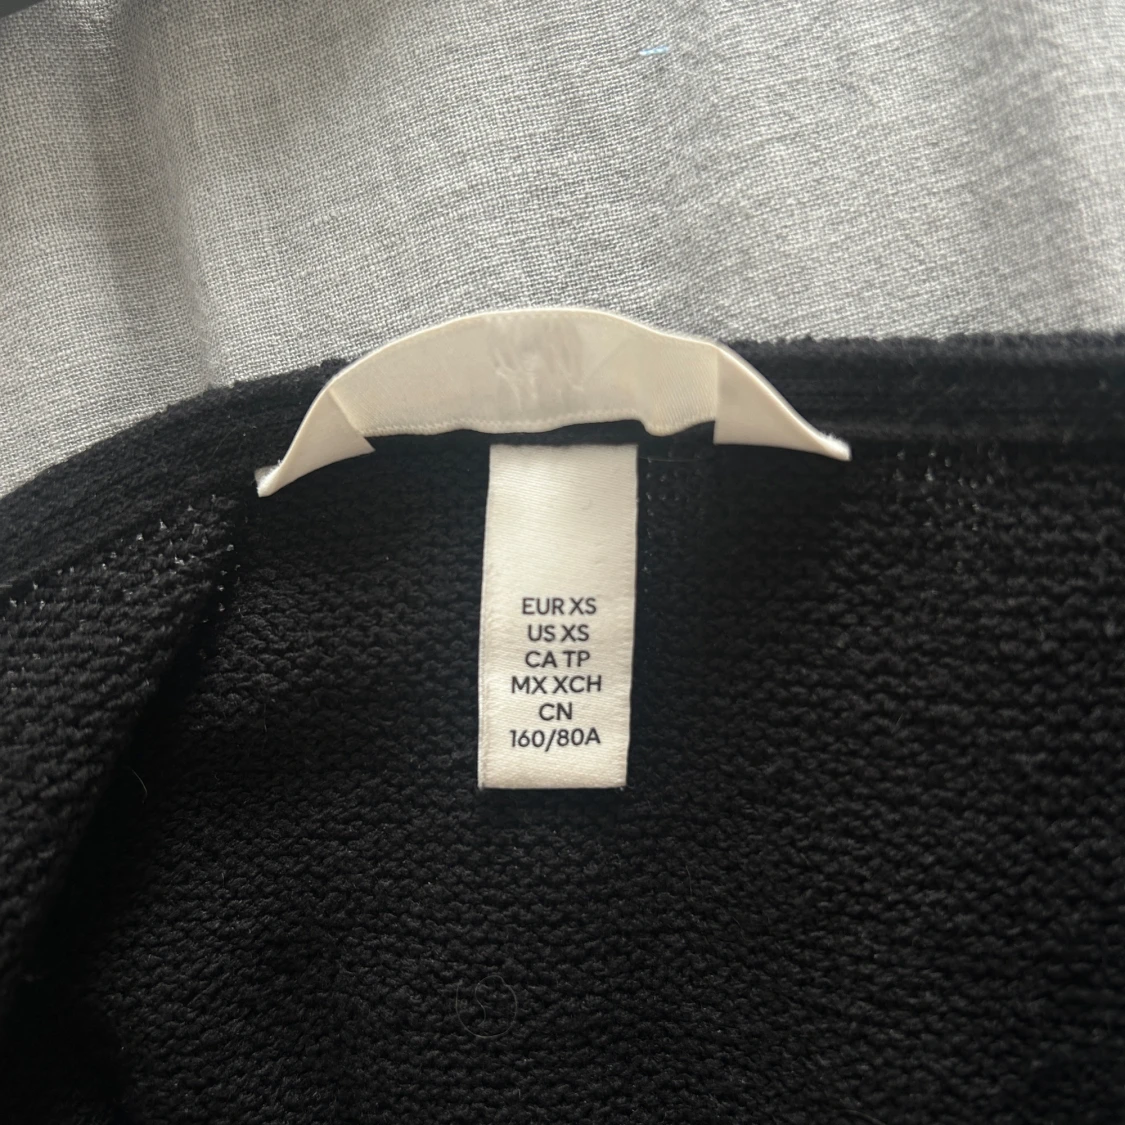 EUR XS
US XS
CA TP
MX XCH
CN
160/80A